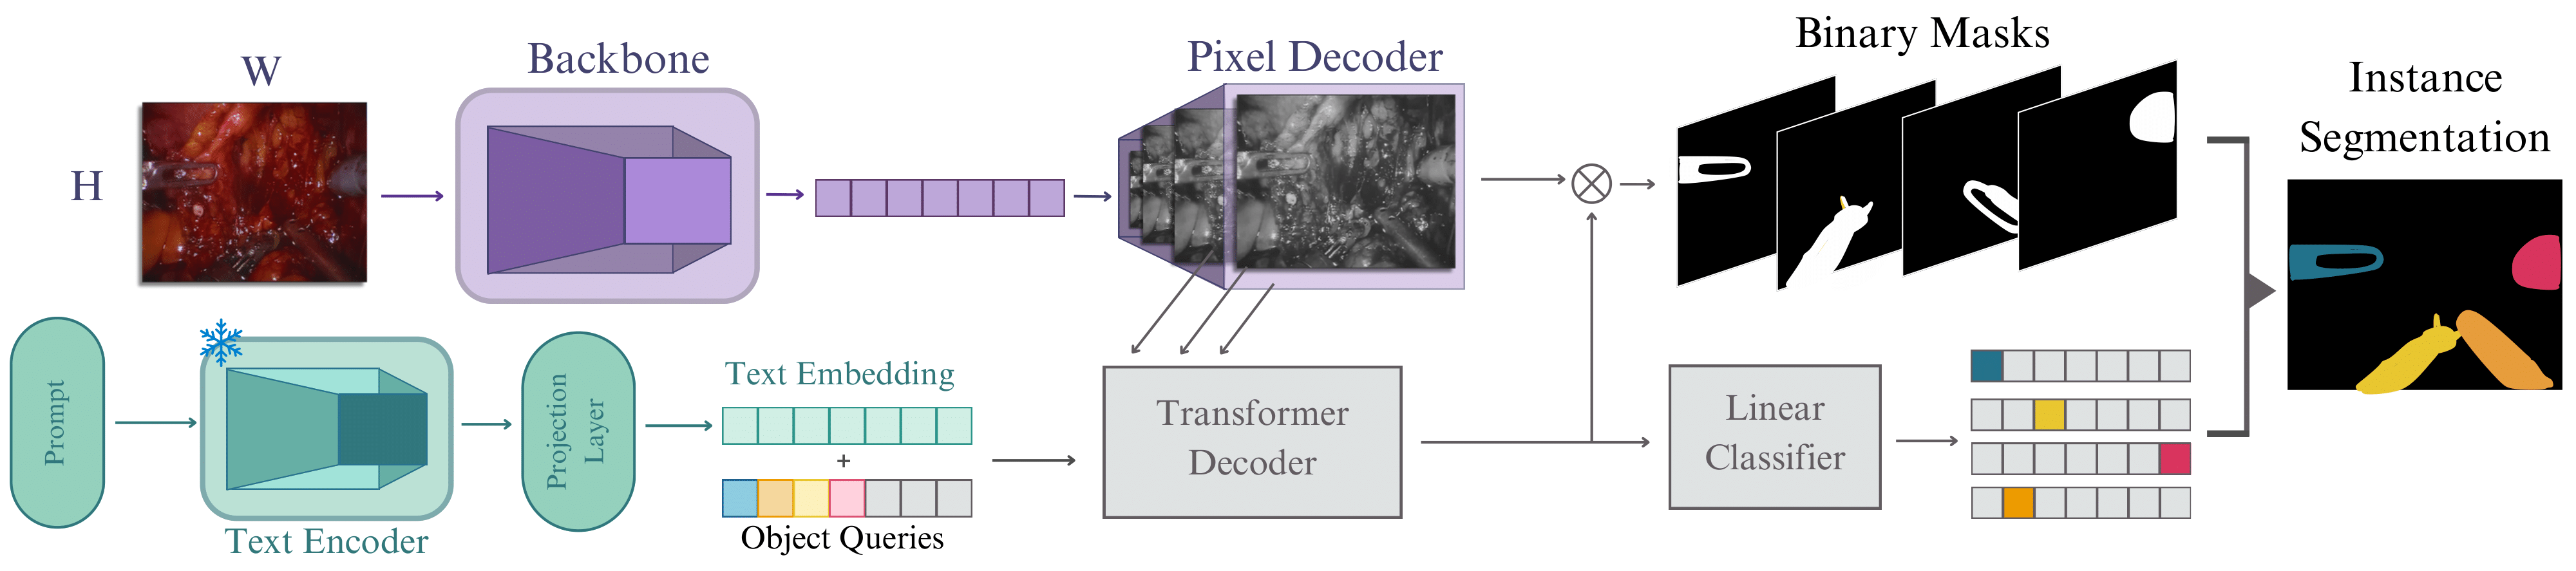 W
H
Backbone
Pixel Decoder
Binary Masks
Instance
Segmentation
Prompt
Text Encoder
Projection
Layer
Text Embedding
+
Object Queries
Transformer
Decoder
Linear
Classifier